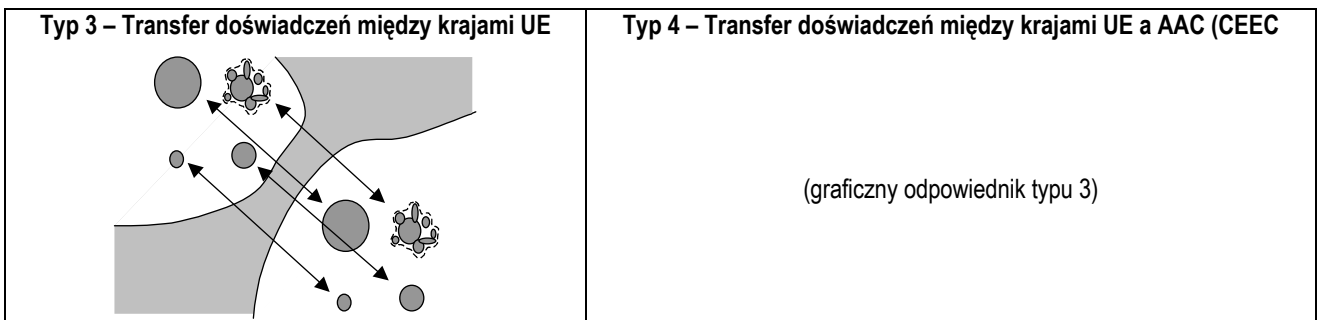 Typ 3 – Transfer doświadczeń między krajami UE
Typ 4 – Transfer doświadczeń między krajami UE a AAC (CEEC
(graficzny odpowiednik typu 3)